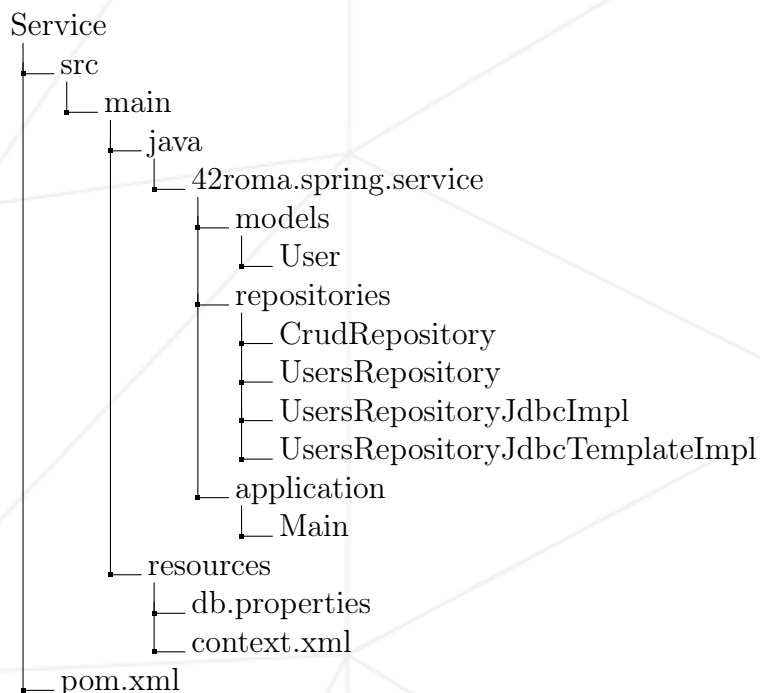 Service
src
main
java
42roma.spring.service
models
User
repositories
CrudRepository
UsersRepository
UsersRepositoryJdbcImpl
UsersRepositoryJdbcTemplateImpl
application
Main
resources
db.properties
context.xml
pom.xml